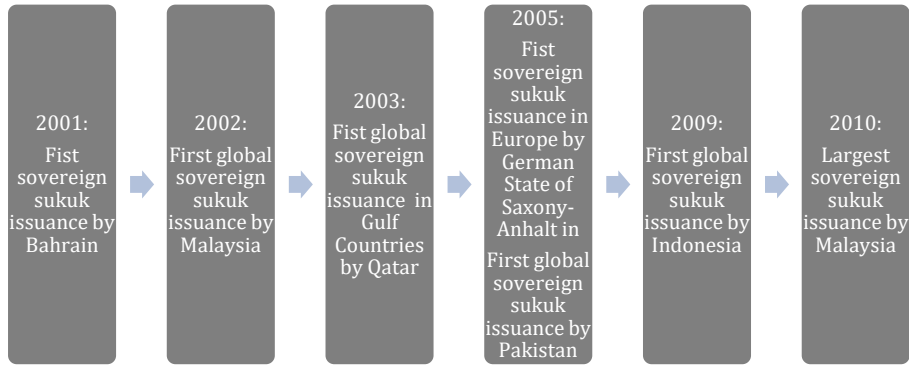 2001:
Fist
sovereign
sukuk
issuance by
Bahrain
2002:
First global
sovereign
sukuk
issuance by
Malaysia
2003:
Fist global
sovereign
sukuk
issuance in
Gulf
Countries
by Qatar
2005:
Fist
sovereign
sukuk
issuance in
Europe by
German
State of
Saxony-
Anhalt in
First global
sovereign
sukuk
issuance by
Pakistan
2009:
First global
sovereign
sukuk
issuance by
Indonesia
2010:
Largest
sovereign
sukuk
issuance by
Malaysia